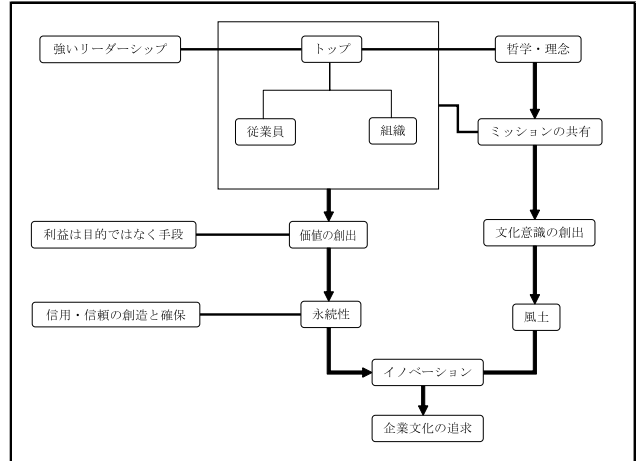 強いリーダーシップ
トップ
哲学・理念
従業員
組織
ミッションの共有
利益は目的ではなく手段
価値の創出
文化意識の創出
信用・信頼の創造と確保
永続性
風土
イノベーション
企業文化の追求